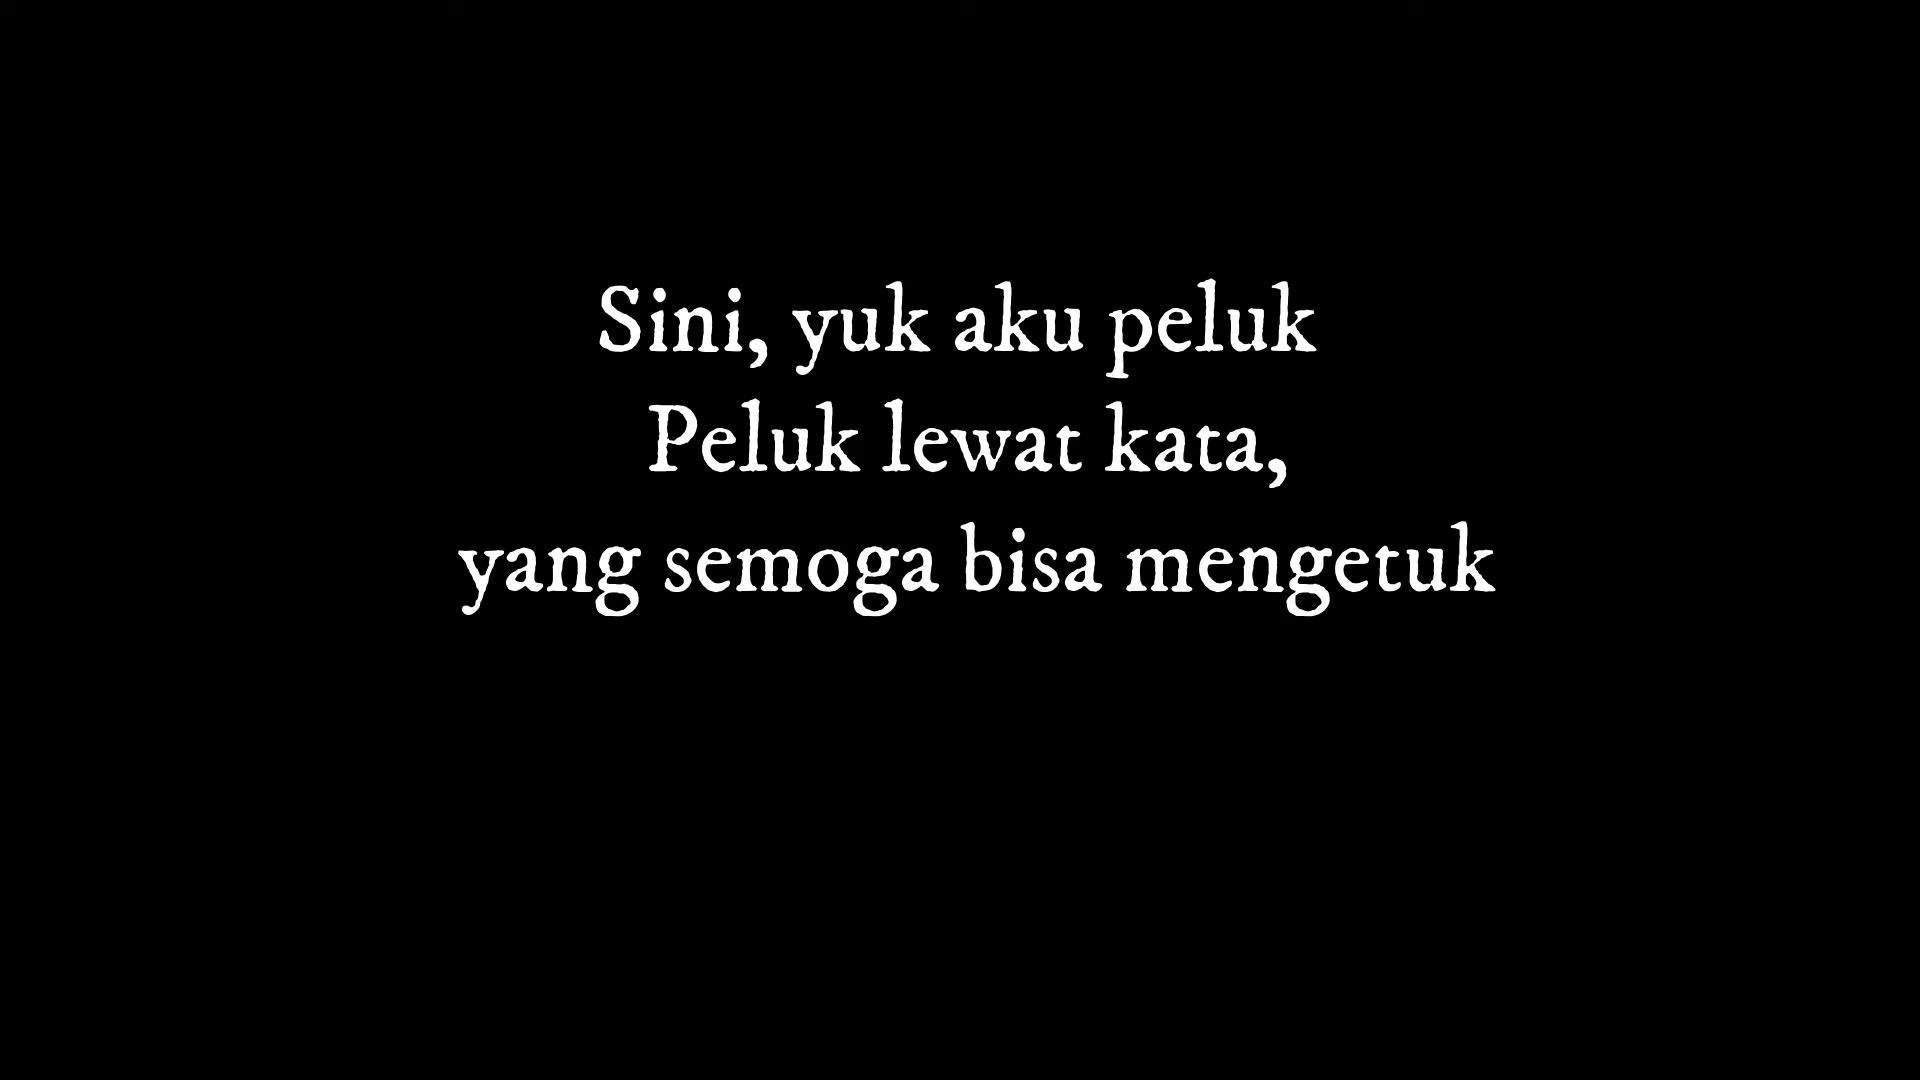 Sini, yuk aku peluk
Peluk lewat kata,
yang semoga bisa mengetuk